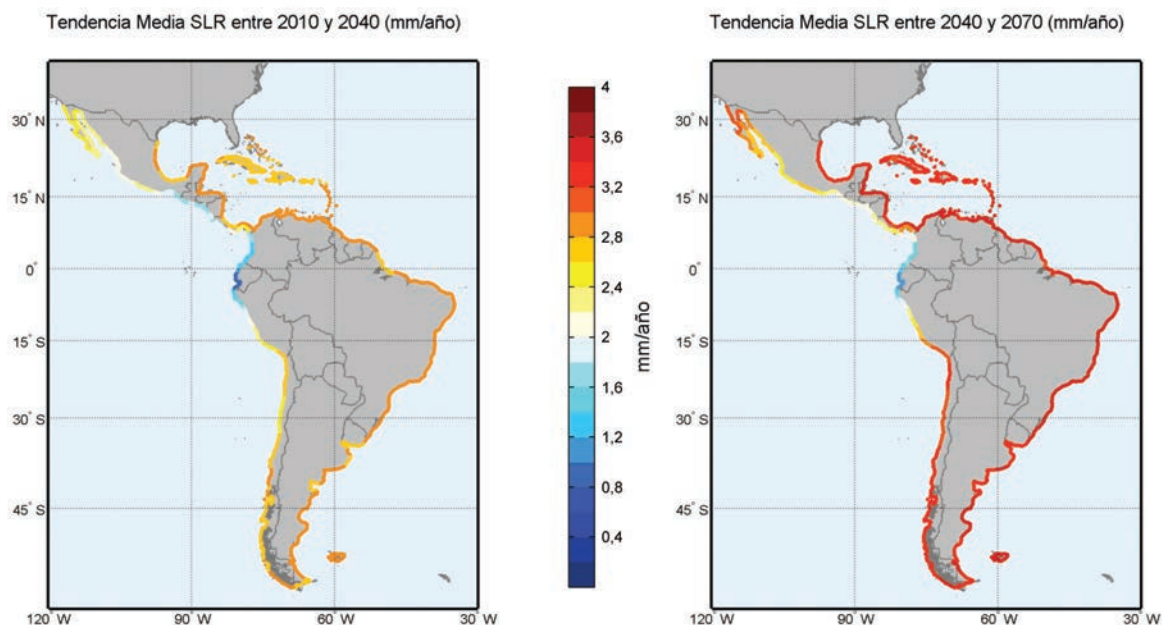 Tendencia Media SLR entre 2010 y 2040 (mm/año)
Tendencia Media SLR entre 2040 y 2070 (mm/año)
30° N
15° N
0°
15° S
30° S
45° S
120° W
90° W
60° W
30° W
4
3,6
3,2
2,8
2,4
2
1,6
1,2
0,8
0,4
mm/año
30° N
15° N
0°
15° S
30° S
45° S
120° W
90° W
60° W
30° W